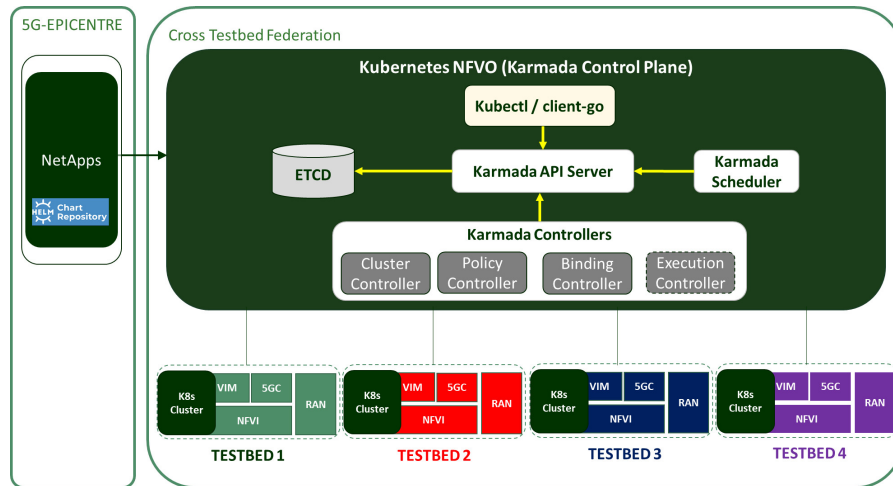 5G-EPICENTRE
Cross Testbed Federation
Kubernetes NFVO (Karmada Control Plane)
Kubectl / client-go
NetApps
HELM
Chart
Repository
ETCD
Karmada API Server
Karmada
Scheduler
Karmada Controllers
Cluster
Controller
Policy
Controller
Binding
Controller
Execution
Controller
K8s
Cluster
VIM
5GC
RAN
NFVI
TESTBED 1
K8s
Cluster
VIM
5GC
RAN
NFVI
TESTBED 2
K8s
Cluster
VIM
5GC
RAN
NFVI
TESTBED 3
K8s
Cluster
VIM
5GC
RAN
NFVI
TESTBED 4